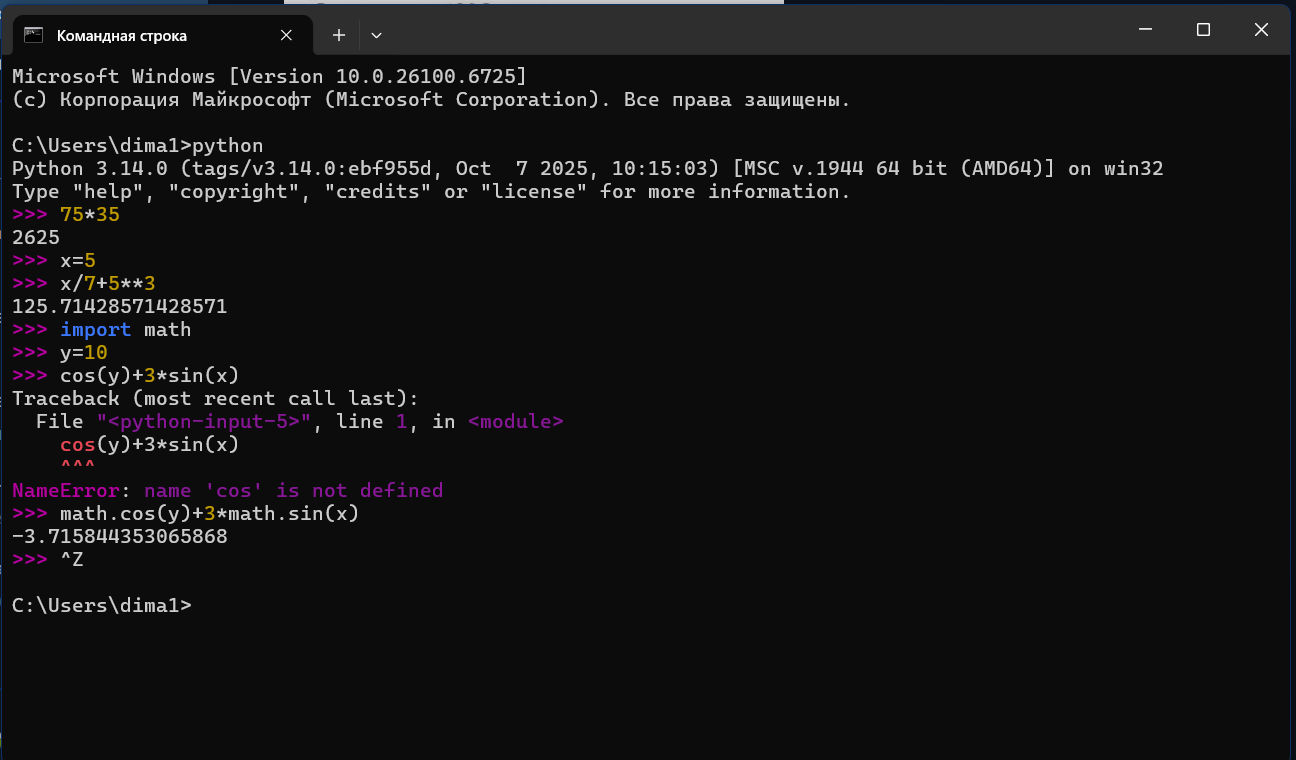 Командная строка
Microsoft Windows [Version 10.0.26100.6725]
(c) Корпорация Майкрософт (Microsoft Corporation). Все права защищены.
C:\Users\dima1>python
Python 3.14.0 (tags/v3.14.0:ebf955d, Oct  7 2025, 10:15:03) [MSC v.1944 64 bit (AMD64)] on win32
Type "help", "copyright", "credits" or "license" for more information.
>>> 75*35
2625
>>> x=5
>>> x/7+5**3
125.71428571428571
>>> import math
>>> y=10
>>> cos(y)+3*sin(x)
Traceback (most recent call last):
  File "<python-input-5>", line 1, in <module>
    cos(y)+3*sin(x)
    ^^^
NameError: name 'cos' is not defined
>>> math.cos(y)+3*math.sin(x)
-3.715844353065868
>>> ^Z
C:\Users\dima1>